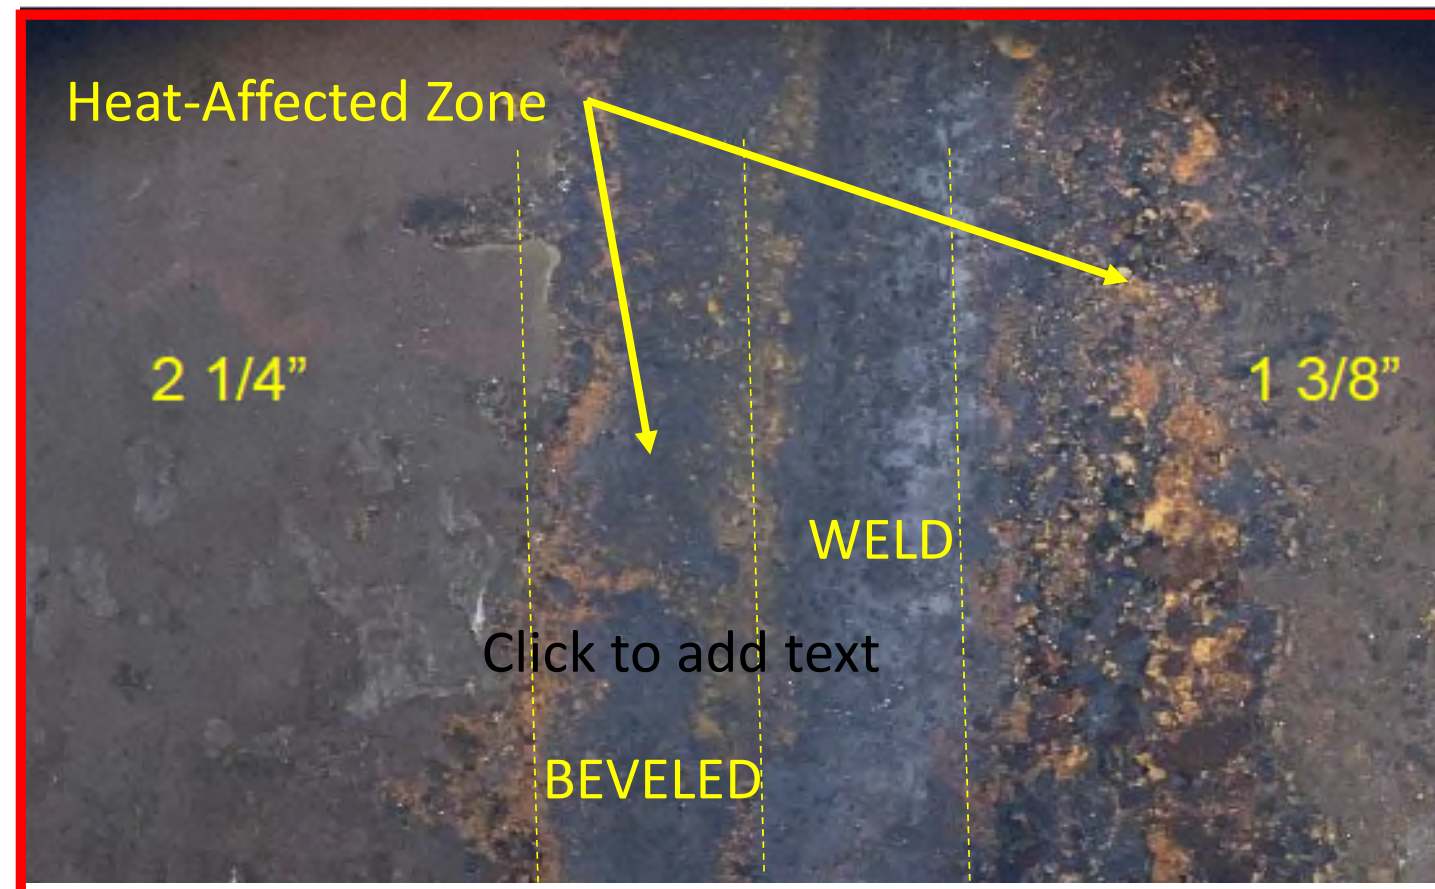 Heat-Affected Zone
2 1/4”
1 3/8”
WELD
Click to add text
BEVELED